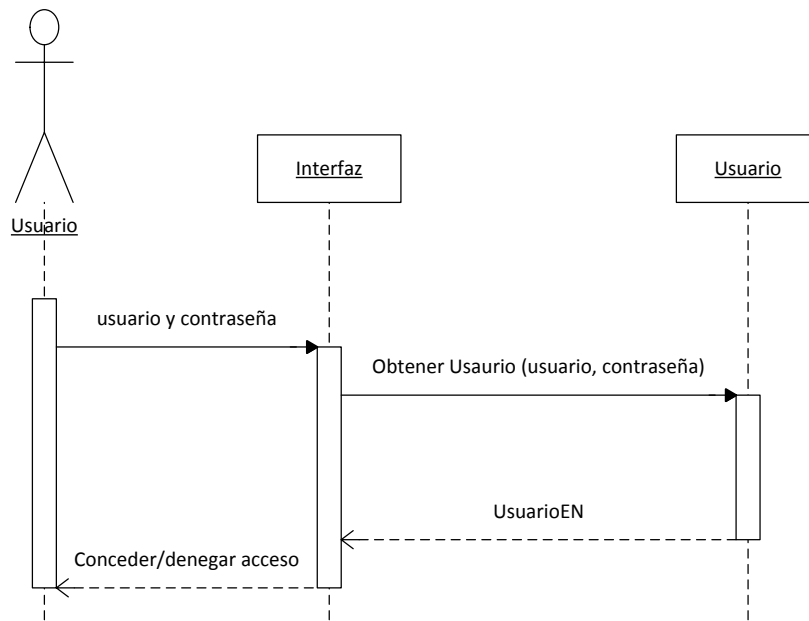 Interfaz
Usuario
Usuario
usuario y contraseña
Obtener Usaurio (usuario, contraseña)
UsuarioEN
Conceder/denegar acceso